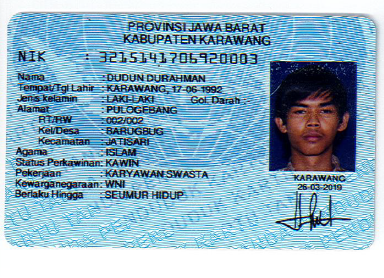 PROVINSI JAWA BARAT
KABUPATEN KARAWANG
NIK : 3215141706920003
Nama : DUDUN DURAHMAN
Tempat/Tgl Lahir : KARAWANG, 17-06-1992
Jenis kelamin : LAKI-LAKI Gol. Darah :
Alamat : PULOGEBANG
RT/RW : 002/002
Kel/Desa : BARUGBUG
Kecamatan : JATISARI
Agama : ISLAM
Status Perkawinan: KAWIN
Pekerjaan : KARYAWAN SWASTA
Kewarganegaraan: WNI
Berlaku Hingga : SEUMUR HIDUP
KARAWANG
26-03-2019